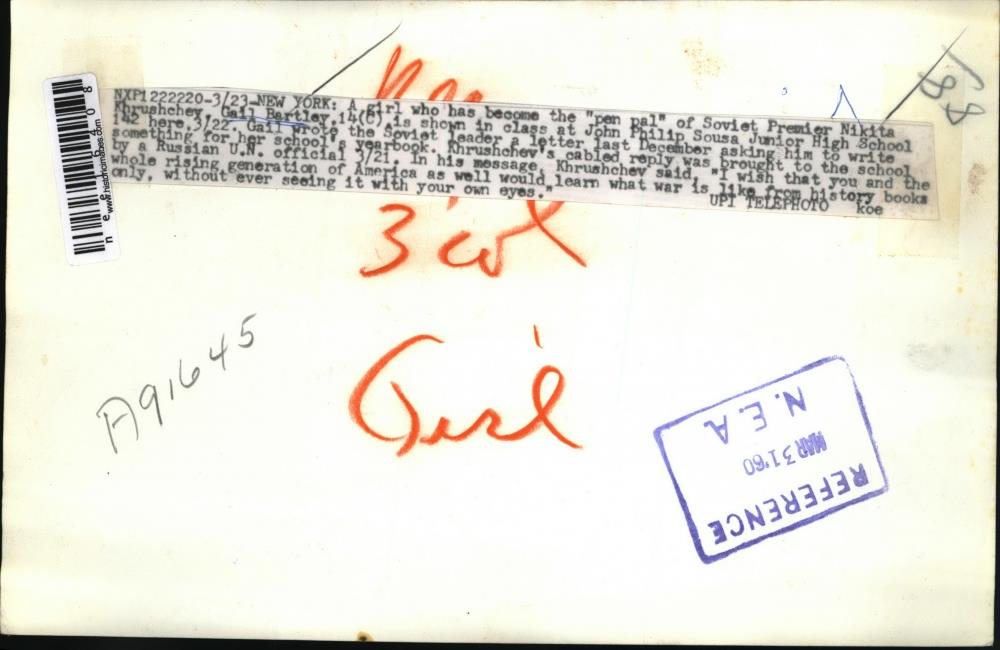 NXP1222220-3/23-NEW YORK: A girl who has become the "pen pal" of Soviet Premier Nikita
Khrushchev, Gail Bartley, 14(C), is shown in class at John Philip Sousa Junior High School
142 here, 3/22. Gail wrote the Soviet leader a letter last December asking him to write
something for her school's yearbook. Khrushchev's cabled reply was bought to the school
by a Russian U.N. official 3/21. In his message, Khrushchev said, "I wish that you and the
whole rising generation of America as well would learn what war is like from history books
only, without ever seeing it with your own eyes."
UPI TELEPHOTO koe
www.historicimages.com
3 col
Girl
A91645
REFERENCE
MAR 31 '60
N. E. A.